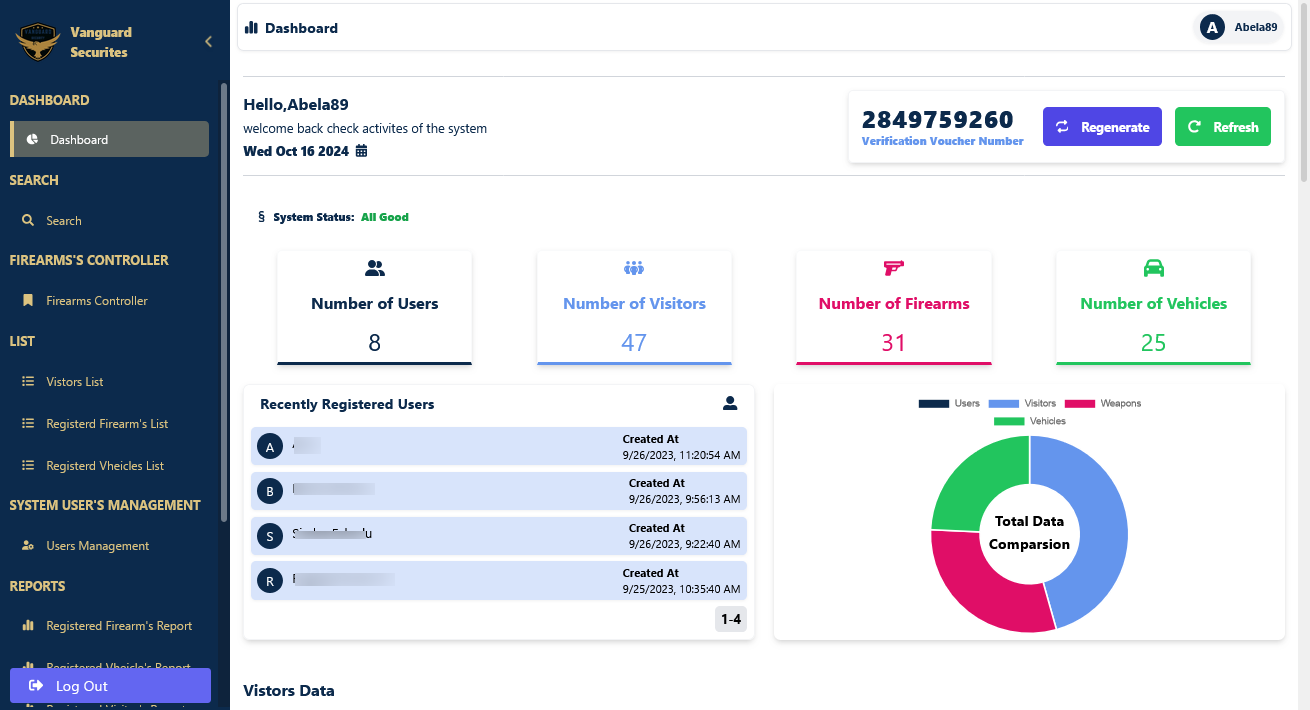 Vanguard
Securites
DASHBOARD
Dashboard
SEARCH
Search
FIREARMS'S CONTROLLER
Firearms Controller
LIST
Vistors List
Registerd Firearm's List
Registerd Vheicles List
SYSTEM USER'S MANAGEMENT
Users Management
REPORTS
Registered Firearm's Report
Registered Vheicle's Report
Log Out
Dashboard
A
Abela89
Hello,Abela89
welcome back check activites of the system
Wed Oct 16 2024
2849759260
Verification Voucher Number
Regenerate
Refresh
§ System Status: All Good
Number of Users
8
Number of Visitors
47
Number of Firearms
31
Number of Vehicles
25
Recently Registered Users
A
Created At
9/26/2023, 11:20:54 AM
B
Created At
9/26/2023, 9:56:13 AM
S
Created At
9/26/2023, 9:22:40 AM
R
Created At
9/25/2023, 10:35:40 AM
1-4
Users Visitors Weapons
Vehicles
Total Data
Comparsion
Vistors Data